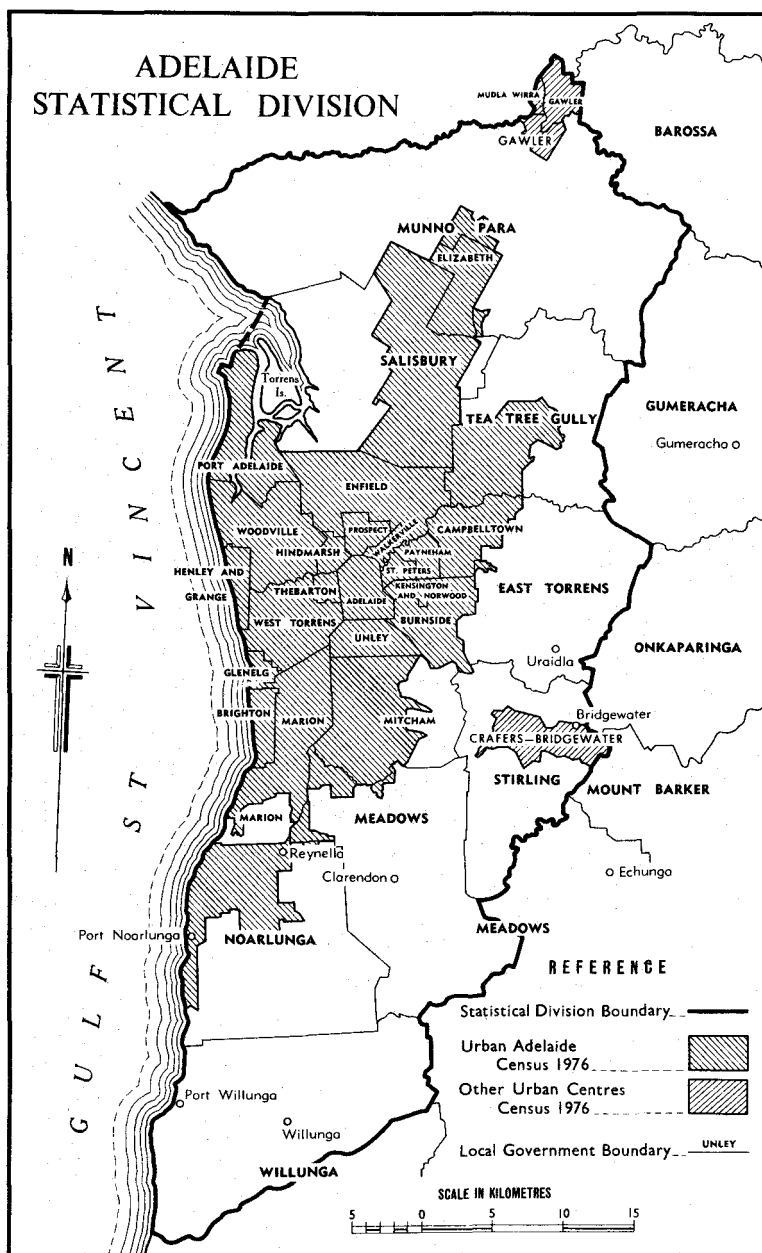 ADELAIDE
STATISTICAL DIVISION
MUDLA WIRRA
GAWLER
GAWLER
BAROSSA
MUNNO PARA
ELIZABETH
SALISBURY
Torrens
Is.
TEA TREE GULLY
GUMERACHA
Gumeracha
PORT ADELAIDE
ENFIELD
WOODVILLE
PROSPECT
WALKERVILLE
CAMPBELLTOWN
HINDMARSH
PAYNEHAM
ST. PETERS
HENLEY AND
GRANGE
THEBARTON
ADELAIDE
KENSINGTON
AND NORWOOD
EAST TORRENS
WEST TORRENS
BURNSIDE
UNLEY
Uraidla
ONKAPARINGA
GLENELG
BRIGHTON
MARION
MITCHAM
Bridgewater
CRAFERS—BRIDGEWATER
STIRLING
MOUNT BARKER
MARION
MEADOWS
Reynella
Clarendon
Echunga
Port Noarlunga
NOARLUNGA
MEADOWS
Port Willunga
Willunga
WILLUNGA
GULF ST VINCENT
N
REFERENCE
Statistical Division Boundary
Urban Adelaide
Census 1976
Other Urban Centres
Census 1976
Local Government Boundary UNLEY
SCALE IN KILOMETRES
5 0 5 10 15